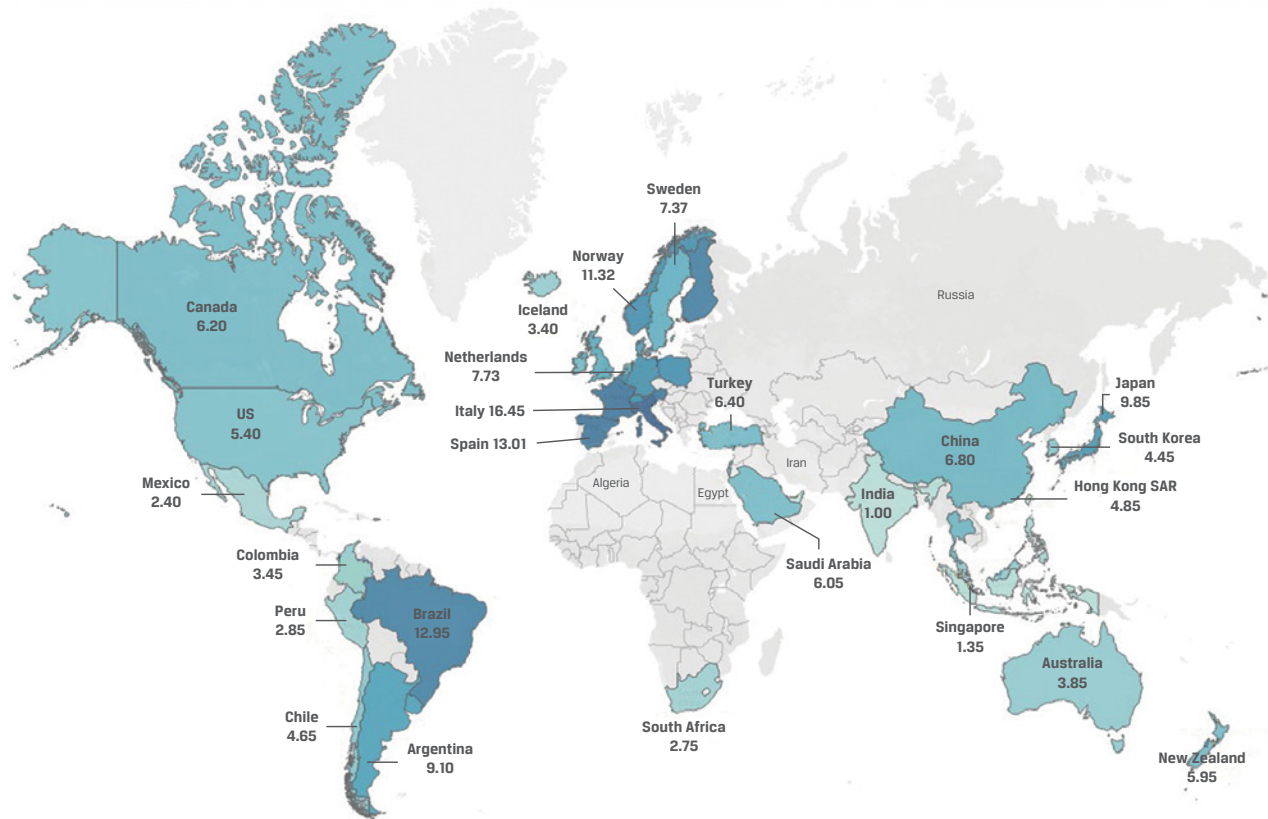 Sweden
7.37
Norway
11.32
Iceland
3.40
Russia
Canada
6.20
Netherlands
7.73
Turkey
6.40
Japan
9.85
US
5.40
Italy 16.45
Spain 13.01
China
6.80
South Korea
4.45
Mexico
2.40
Algeria
Egypt
Iran
India
1.00
Hong Kong SAR
4.85
Colombia
3.45
Saudi Arabia
6.05
Peru
2.85
Brazil
12.95
Singapore
1.35
Australia
3.85
Chile
4.65
Argentina
9.10
South Africa
2.75
New Zealand
5.95